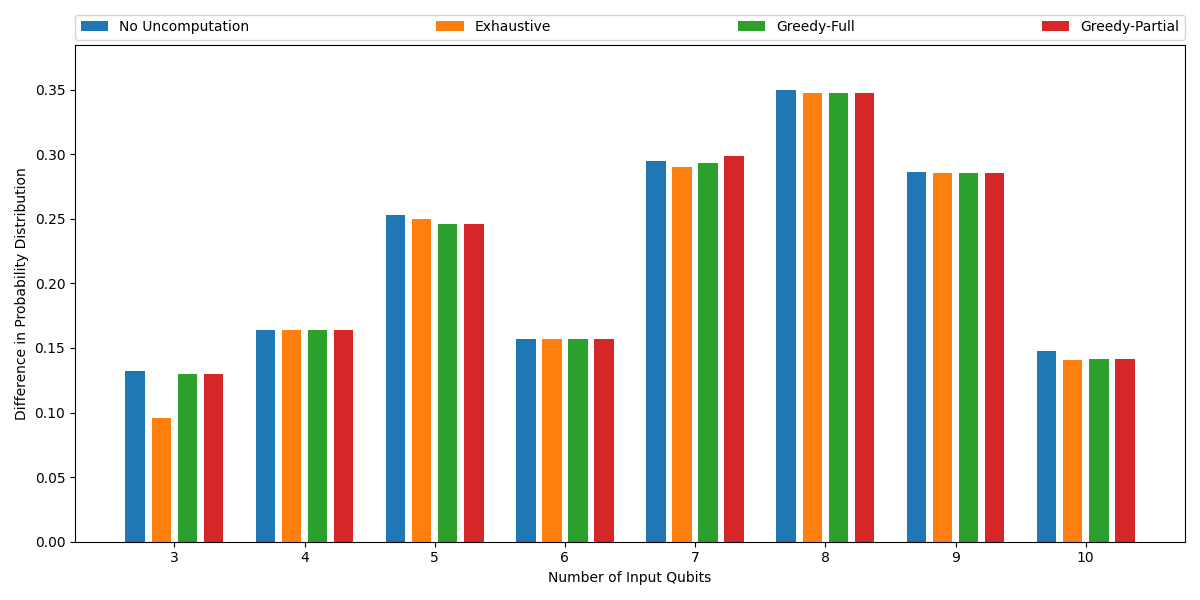 No Uncomputation Exhaustive Greedy-Full Greedy-Partial
Difference in Probability Distribution
0.35
0.30
0.25
0.20
0.15
0.10
0.05
0.00
3 4 5 6 7 8 9 10
Number of Input Qubits